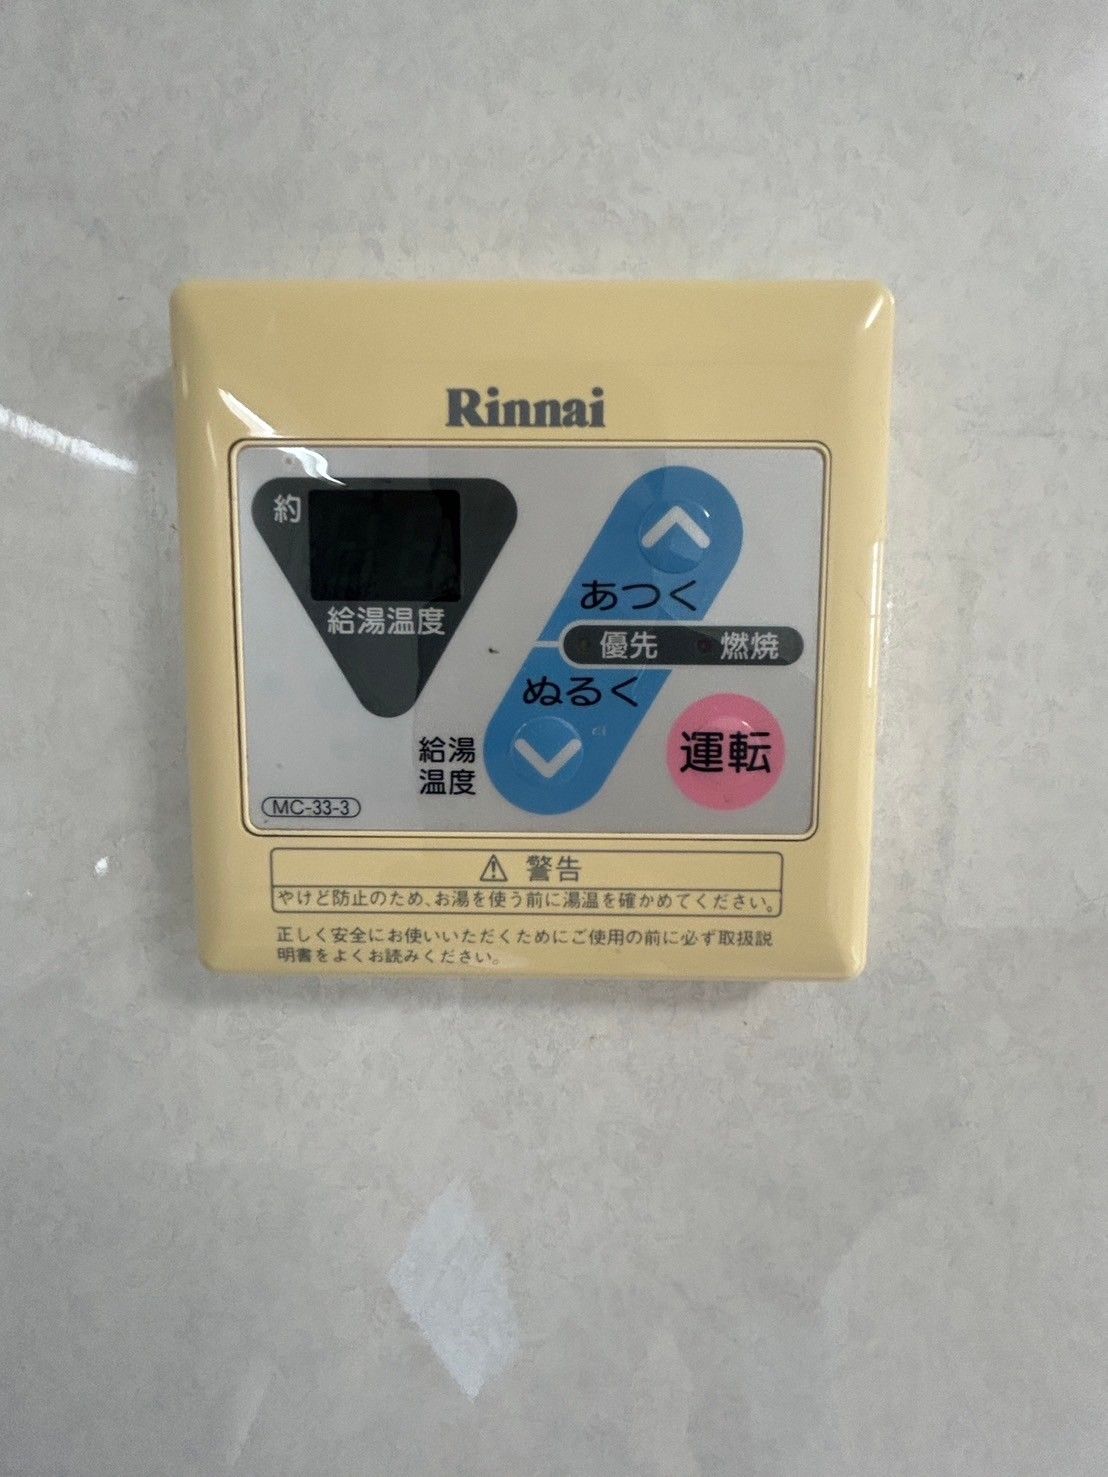 Rinnai
約
給湯温度
あつく
優先 燃焼
ぬるく
給湯
温度
運転
MC-33-3
⚠ 警告
やけど防止のため、お湯を使う前に湯温を確かめてください。
正しく安全にお使いいただくためにご使用の前に必ず取扱説
明書をよくお読みください。